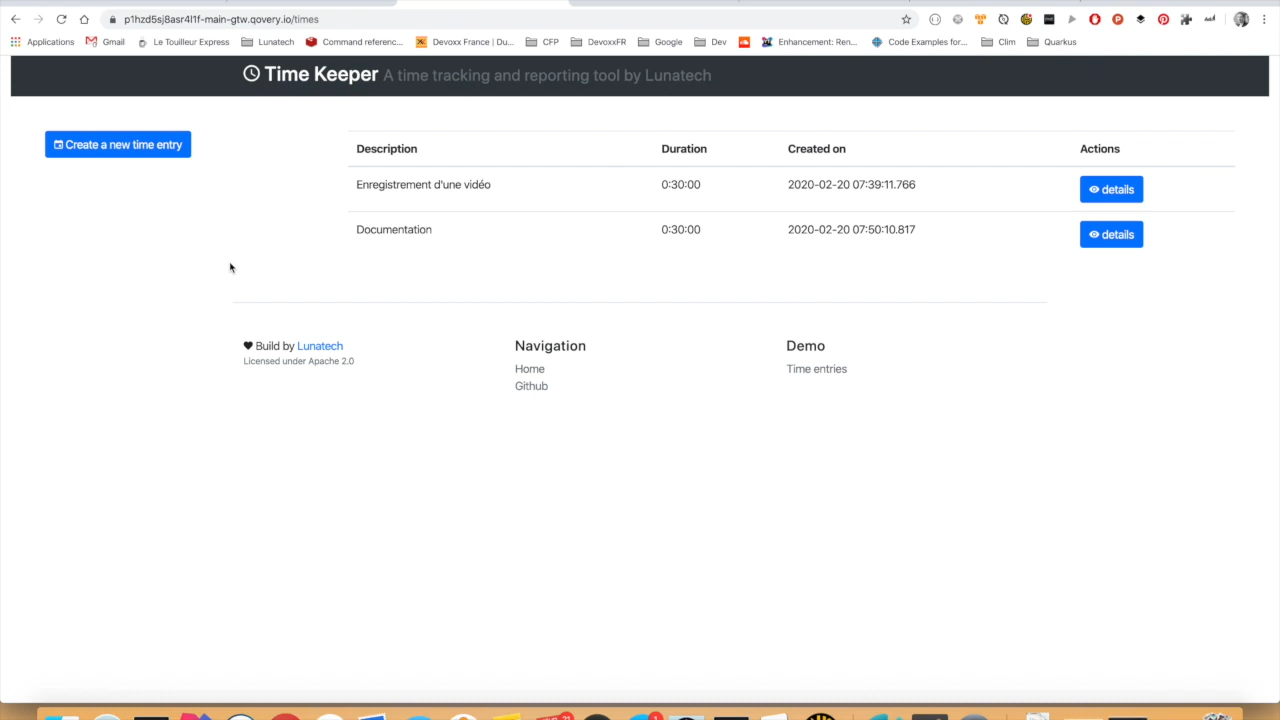 p1hzd5sj8asr4l1f-main-gtw.qovery.io/times
Applications Gmail Le Touilleur Express Lunatech Command referenc... Devoxx France | Du... CFP DevoxxFR Google Dev Enhancement: Ren... Code Examples for... Clim Quarkus
Time Keeper A time tracking and reporting tool by Lunatech
Create a new time entry
Description Duration Created on Actions
Enregistrement d'une vidéo 0:30:00 2020-02-20 07:39:11.766 details
Documentation 0:30:00 2020-02-20 07:50:10.817 details
Build by Lunatech
Licensed under Apache 2.0
Navigation
Home
Github
Demo
Time entries